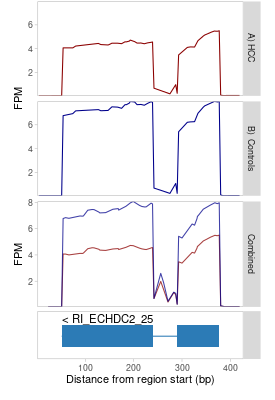 6
4
2
A) HCC
FPM
6
4
2
B) Controls
8
6
4
2
FPM
Combined
< RI_ECHDC2_25
100 200 300 400
Distance from region start (bp)